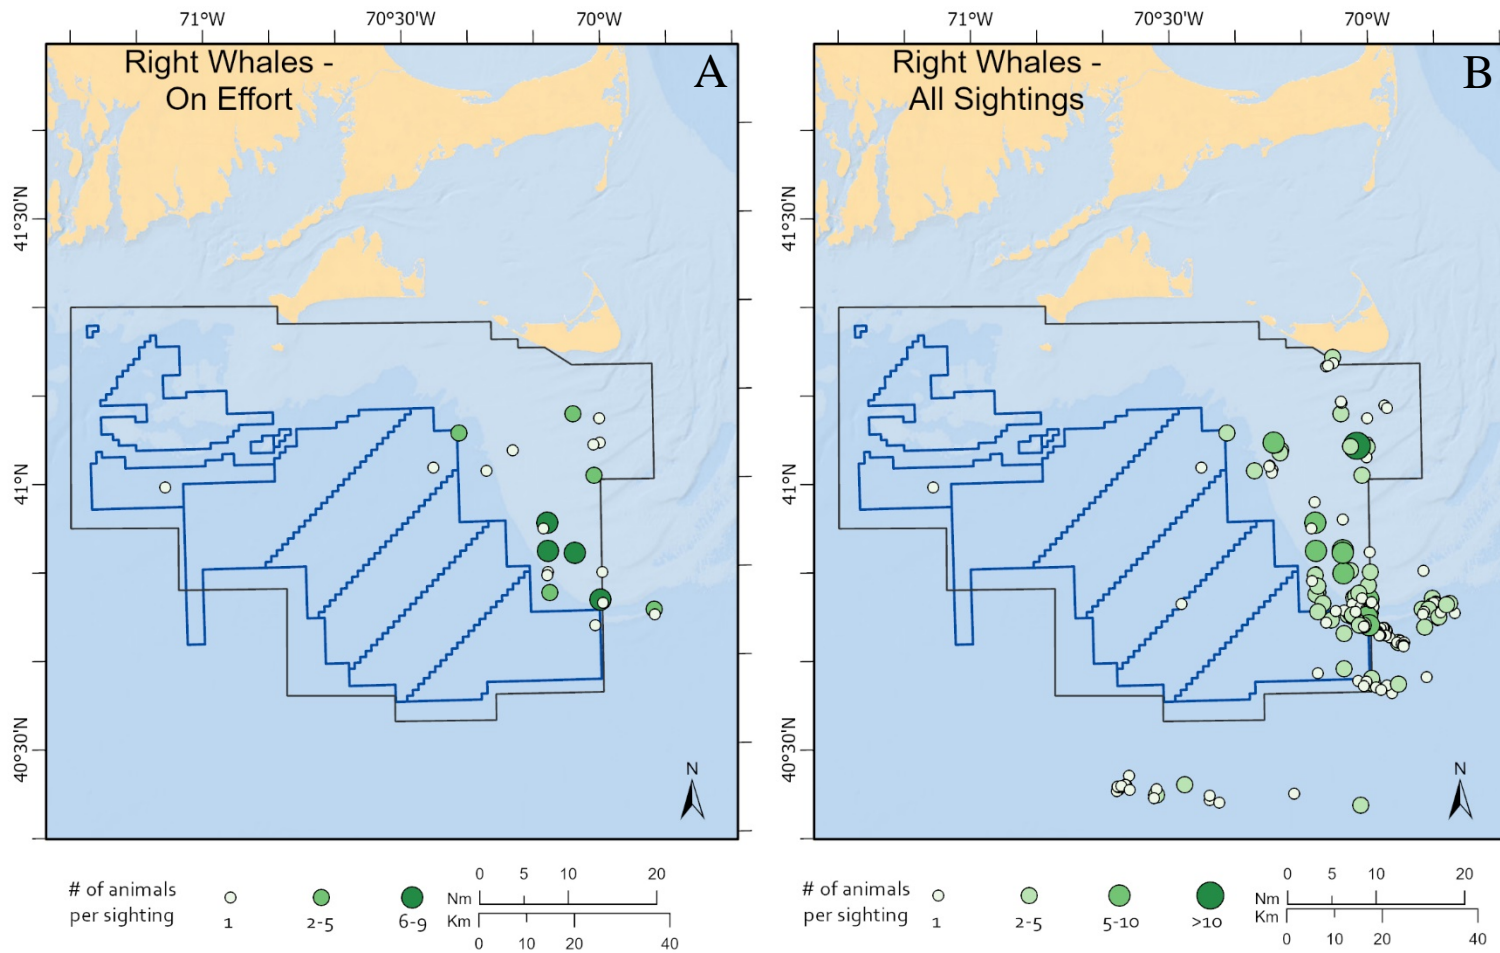 71°W 70°30'W 70°W
Right Whales -
On Effort
A
41°30'N
41°N
40°30'N
N
# of animals
per sighting
1 2-5 6-9
0 5 10 20
Nm
Km
0 10 20 40
71°W 70°30'W 70°W
Right Whales -
All Sightings
B
41°30'N
41°N
40°30'N
N
# of animals
per sighting
1 2-5 5-10 >10
0 5 10 20
Nm
Km
0 10 20 40